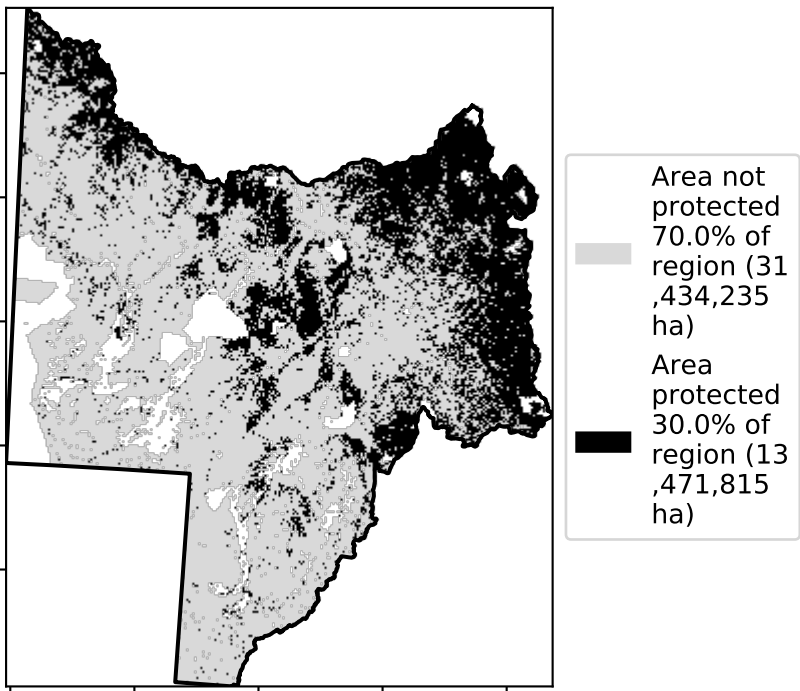 Area not
protected
70.0% of
region (31
,434,235
ha)
Area
protected
30.0% of
region (13
,471,815
ha)